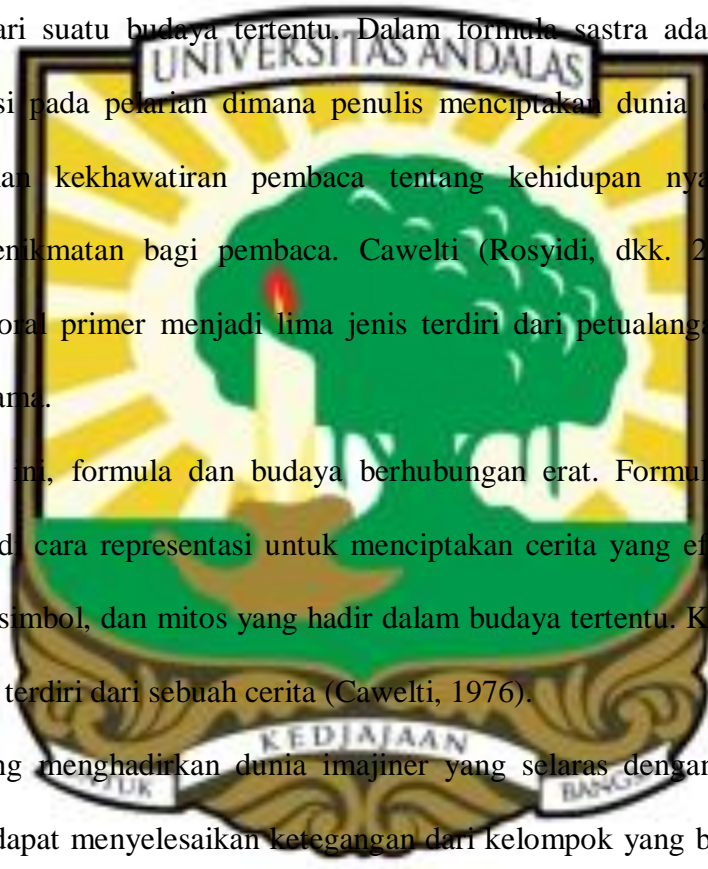 ari suatu budaya tertentu. Dalam formula sastra ada
UNIVERSITAS ANDALAS
si pada pelarian dimana penulis menciptakan dunia
an kekhawatiran pembaca tentang kehidupan nya
enikmatan bagi pembaca. Cawelti (Rosyidi, dkk. 2
oral primer menjadi lima jenis terdiri dari petualanga
ama.
ini, formula dan budaya berhubungan erat. Formul
di cara representasi untuk menciptakan cerita yang ef
simbol, dan mitos yang hadir dalam budaya tertentu. K
terdiri dari sebuah cerita (Cawelti, 1976).
KEDJAJAAN
ng menghadirkan dunia imajiner yang selaras dengan
UNTUK BANGSA
dapat menyelesaikan ketegangan dari kelompok yang b